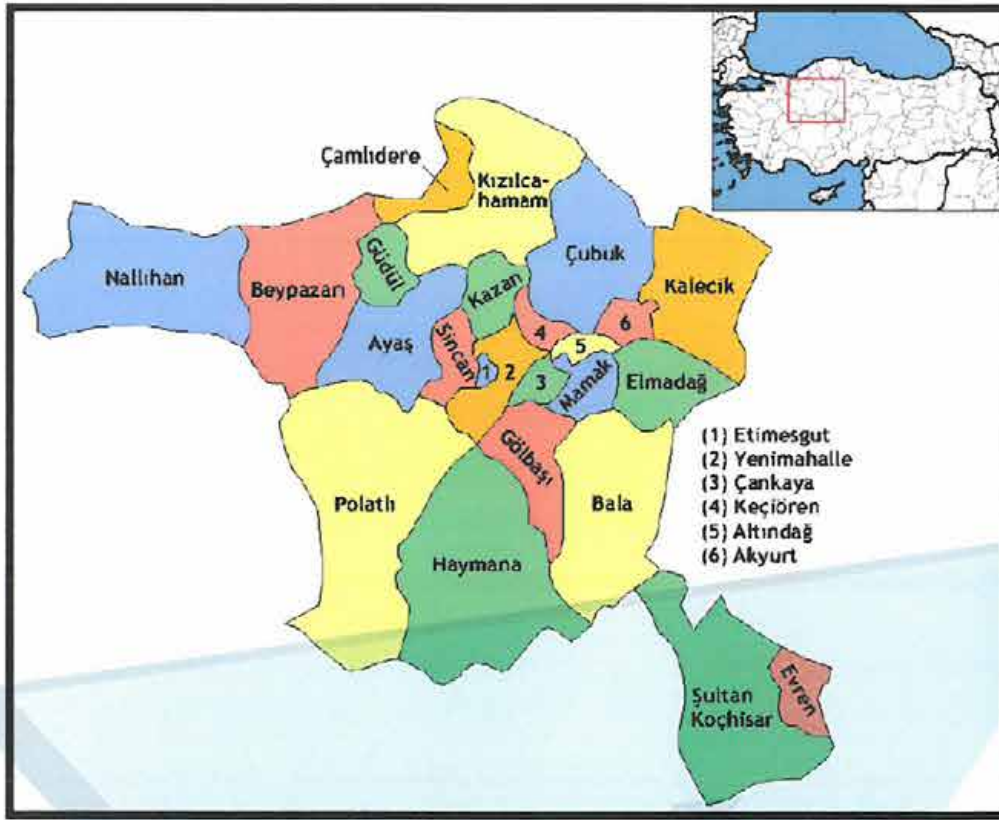 Çamlıdere
Kızılca-
hamam
Nallıhan
Beypazarı
Güdül
Çubuk
Kalecik
Kazan
Ayaş
Sincan
1
2
3
4
5
6
Mamak
Elmadağ
Gölbaşı
Polatlı
Bala
Haymana
(1) Etimesgut
(2) Yenimahalle
(3) Çankaya
(4) Keçiören
(5) Altındağ
(6) Akyurt
Şultan
Koçhisar
Evren